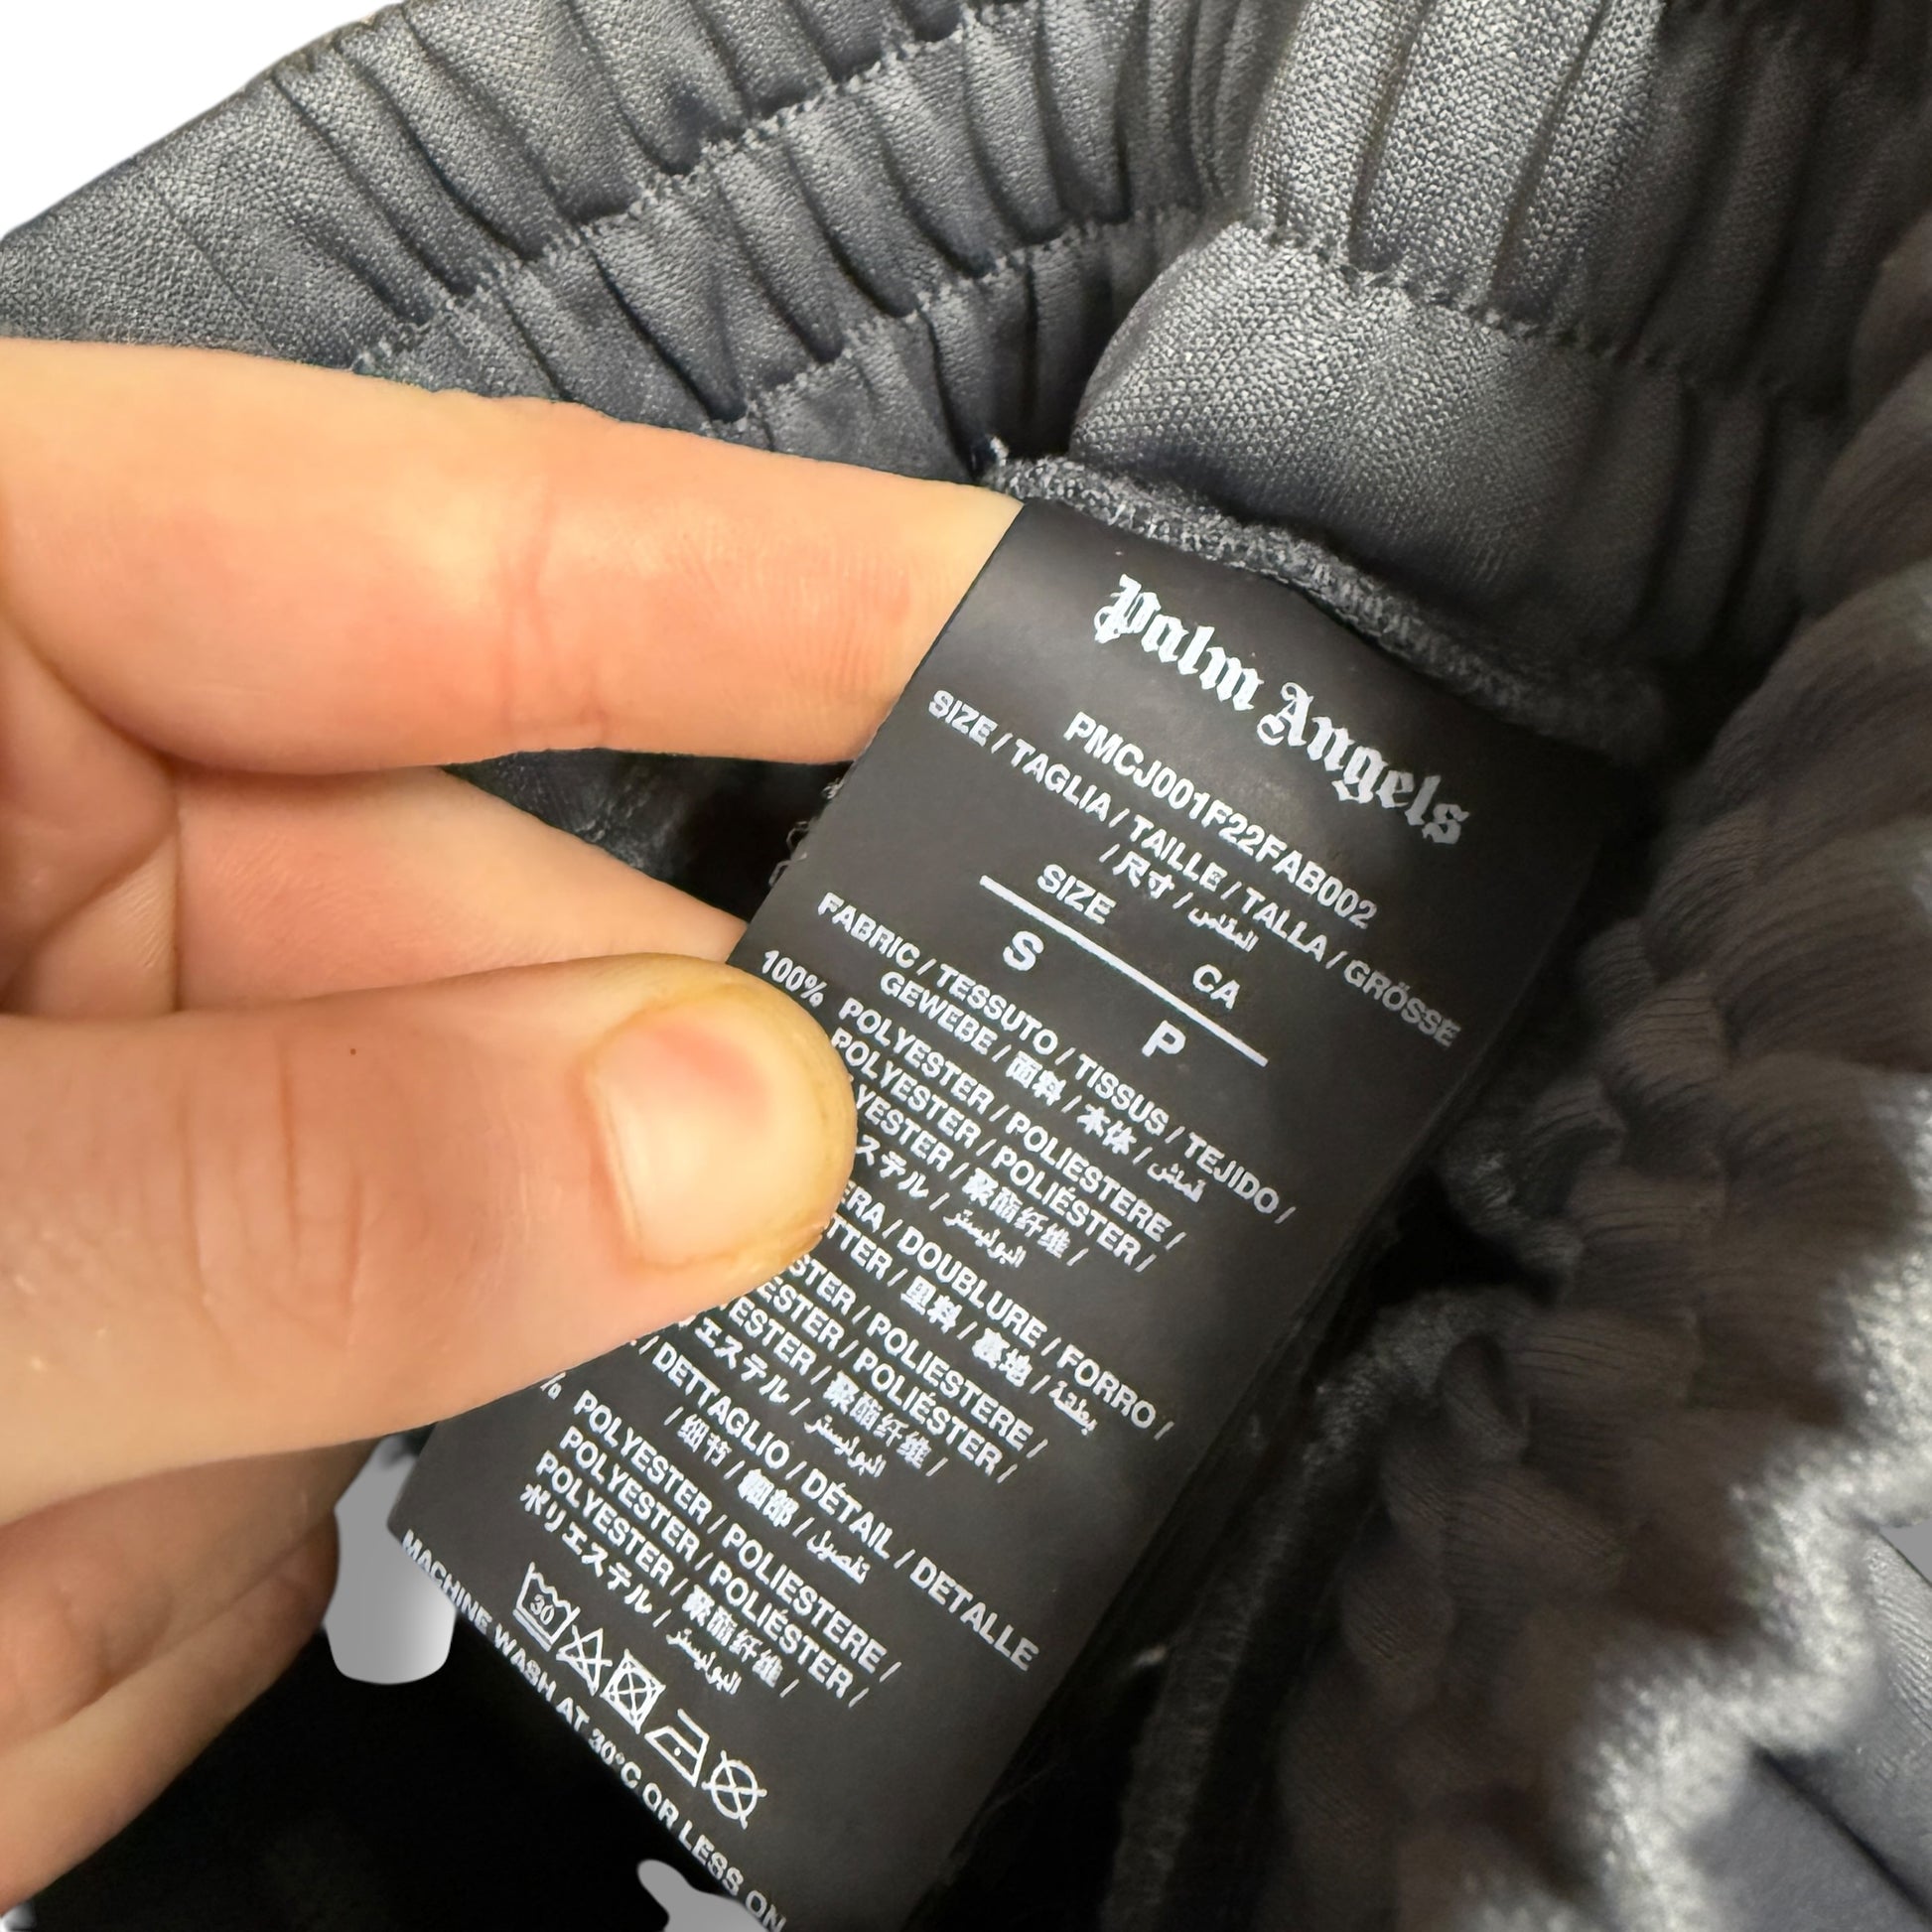 Palm Angels
PMCJ001F22FAB002
SIZE / TAGLIA / TAILLE / TALLA / GRÖSSE
/ 尺寸 / المقاس
SIZE CA
S P
FABRIC / TESSUTO / TISSUS / TEJIDO /
GEWEBE / 面料 / 本体 / قماش
100% POLYESTER / POLIESTERE /
POLYESTER / POLIÉSTER /
YESTER / 聚酯纤维 /
ステル / البوليستر
ERA / DOUBLURE / FORRO /
TTER / 里料 / 裏地 / بطانة
STER / POLIESTERE /
ESTER / POLIÉSTER /
YESTER / 聚酯纤维 /
エステル / البوليستر
/ DETTAGLIO / DÉTAIL / DETALLE
/ 细节 / 細部 / تفصيل
% POLYESTER / POLIESTERE /
POLYESTER / POLIÉSTER /
POLYESTER / 聚酯纤维 /
ポリエステル / البوليستر
30
MACHINE WASH AT 30°C OR LESS ON